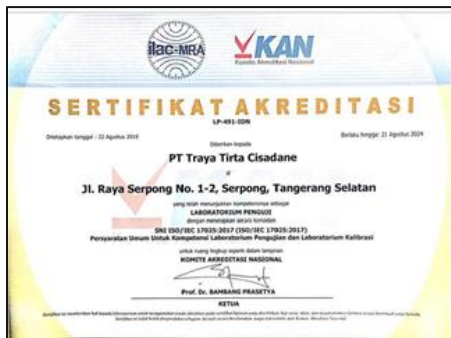 ilac-MRA
KAN
Komite Akreditasi Nasional
SERTIFIKAT AKREDITASI
LP-491-IDN
Ditetapkan tanggal : 22 Agustus 2019
Berlaku hingga: 21 Agustus 2024
Diberikan kepada
PT Traya Tirta Cisadane
di
Jl. Raya Serpong No. 1-2, Serpong, Tangerang Selatan
yang telah menunjukkan kompetensinya sebagai
LABORATORIUM PENGUJI
dengan menerapkan secara konsisten
SNI ISO/IEC 17025:2017 (ISO/IEC 17025:2017)
Persyaratan Umum Untuk Kompetensi Laboratorium Pengujian dan Laboratorium Kalibrasi
untuk ruang lingkup seperti dalam lampiran
KOMITE AKREDITASI NASIONAL
Prof. Dr. BAMBANG PRASETYA
KETUA